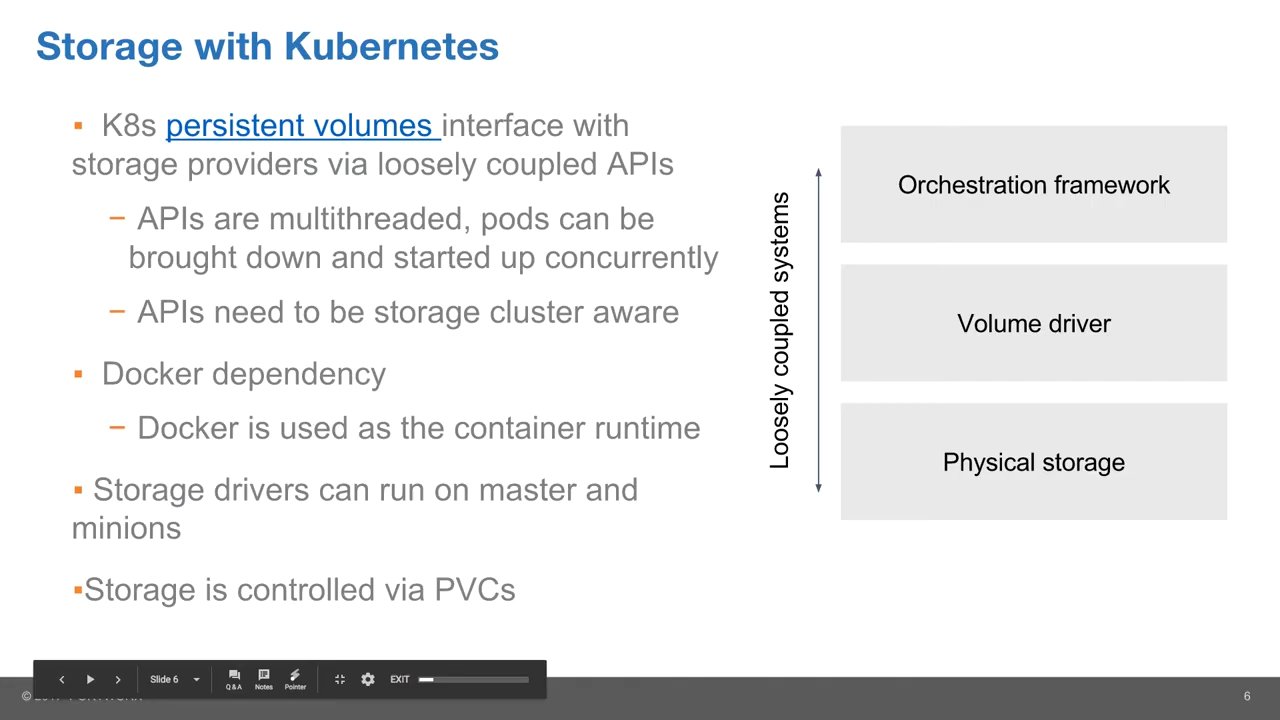 Storage with Kubernetes
▪ K8s persistent volumes interface with
storage providers via loosely coupled APIs
− APIs are multithreaded, pods can be
brought down and started up concurrently
− APIs need to be storage cluster aware
▪ Docker dependency
− Docker is used as the container runtime
▪ Storage drivers can run on master and
minions
▪Storage is controlled via PVCs
Loosely coupled systems
Orchestration framework
Volume driver
Physical storage
Slide 6
Q & A
Notes
Pointer
EXIT
©
6